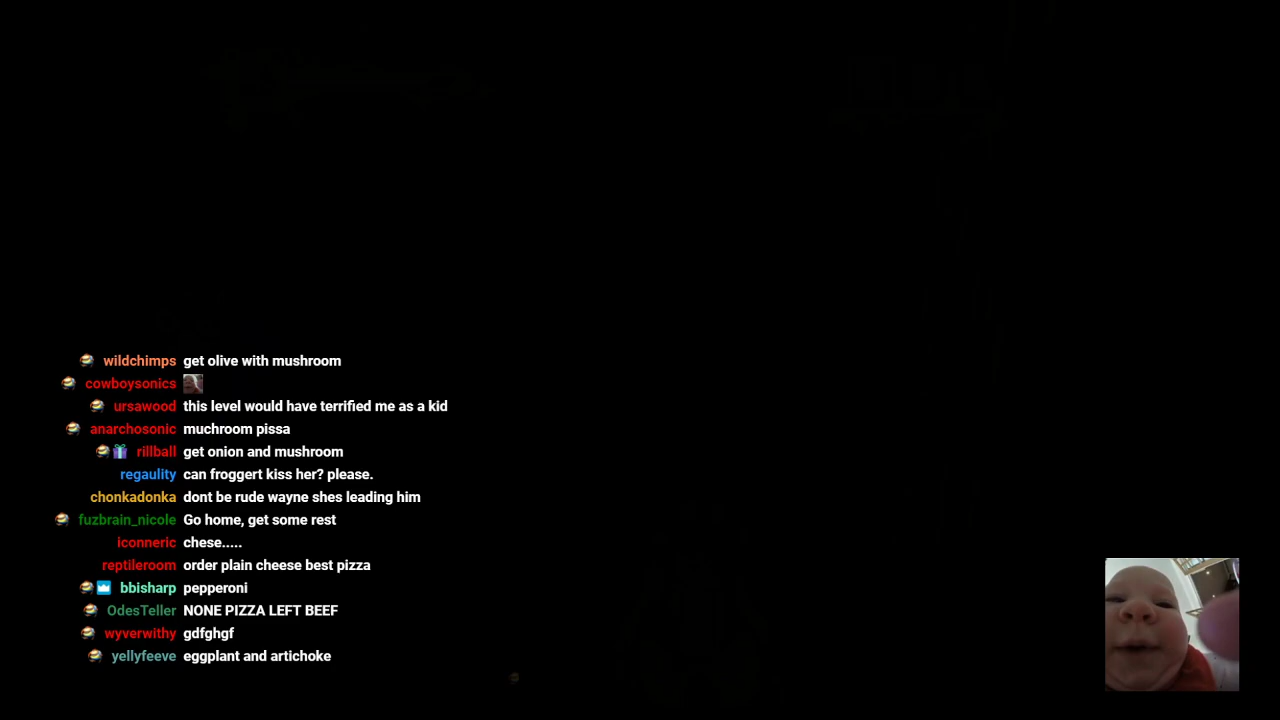 wildchimps get olive with mushroom
cowboysonics
ursawood this level would have terrified me as a kid
anarchosonic muchroom pissa
rillball get onion and mushroom
regaulity can froggert kiss her? please.
chonkadonka dont be rude wayne shes leading him
fuzbrain_nicole Go home, get some rest
iconneric chese.....
reptileroom order plain cheese best pizza
bbisharp pepperoni
OdesTeller NONE PIZZA LEFT BEEF
wyverwithy gdfghgf
yellyfeeve eggplant and artichoke